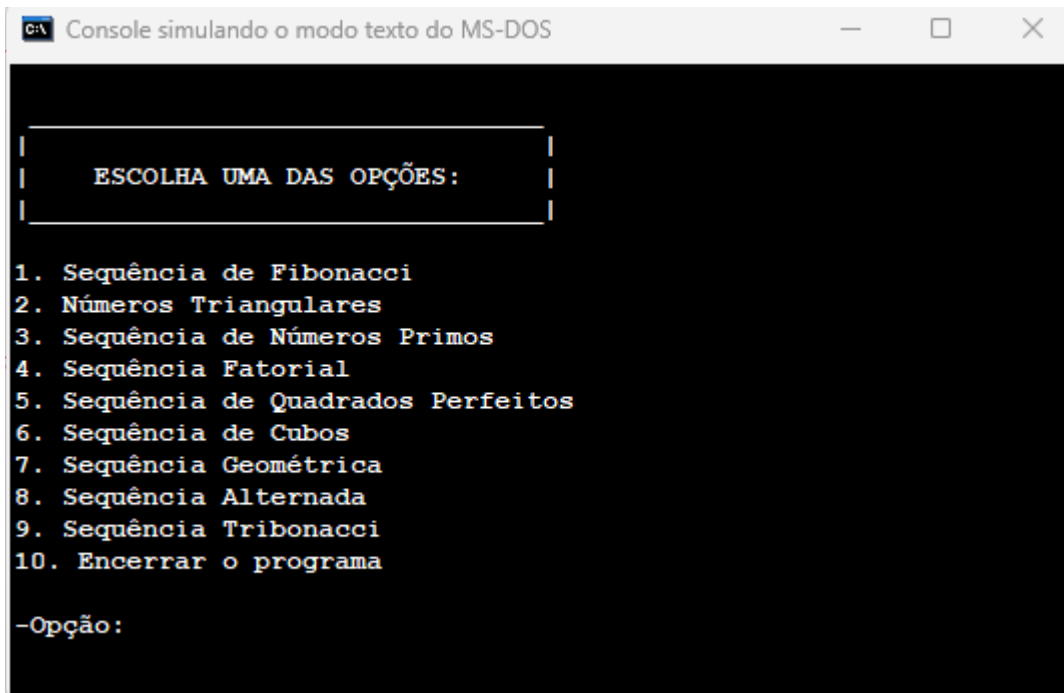 C:\ Console simulando o modo texto do MS-DOS
ESCOLHA UMA DAS OPÇÕES:
1. Sequência de Fibonacci
2. Números Triangulares
3. Sequência de Números Primos
4. Sequência Fatorial
5. Sequência de Quadrados Perfeitos
6. Sequência de Cubos
7. Sequência Geométrica
8. Sequência Alternada
9. Sequência Tribonacci
10. Encerrar o programa
-Opção: